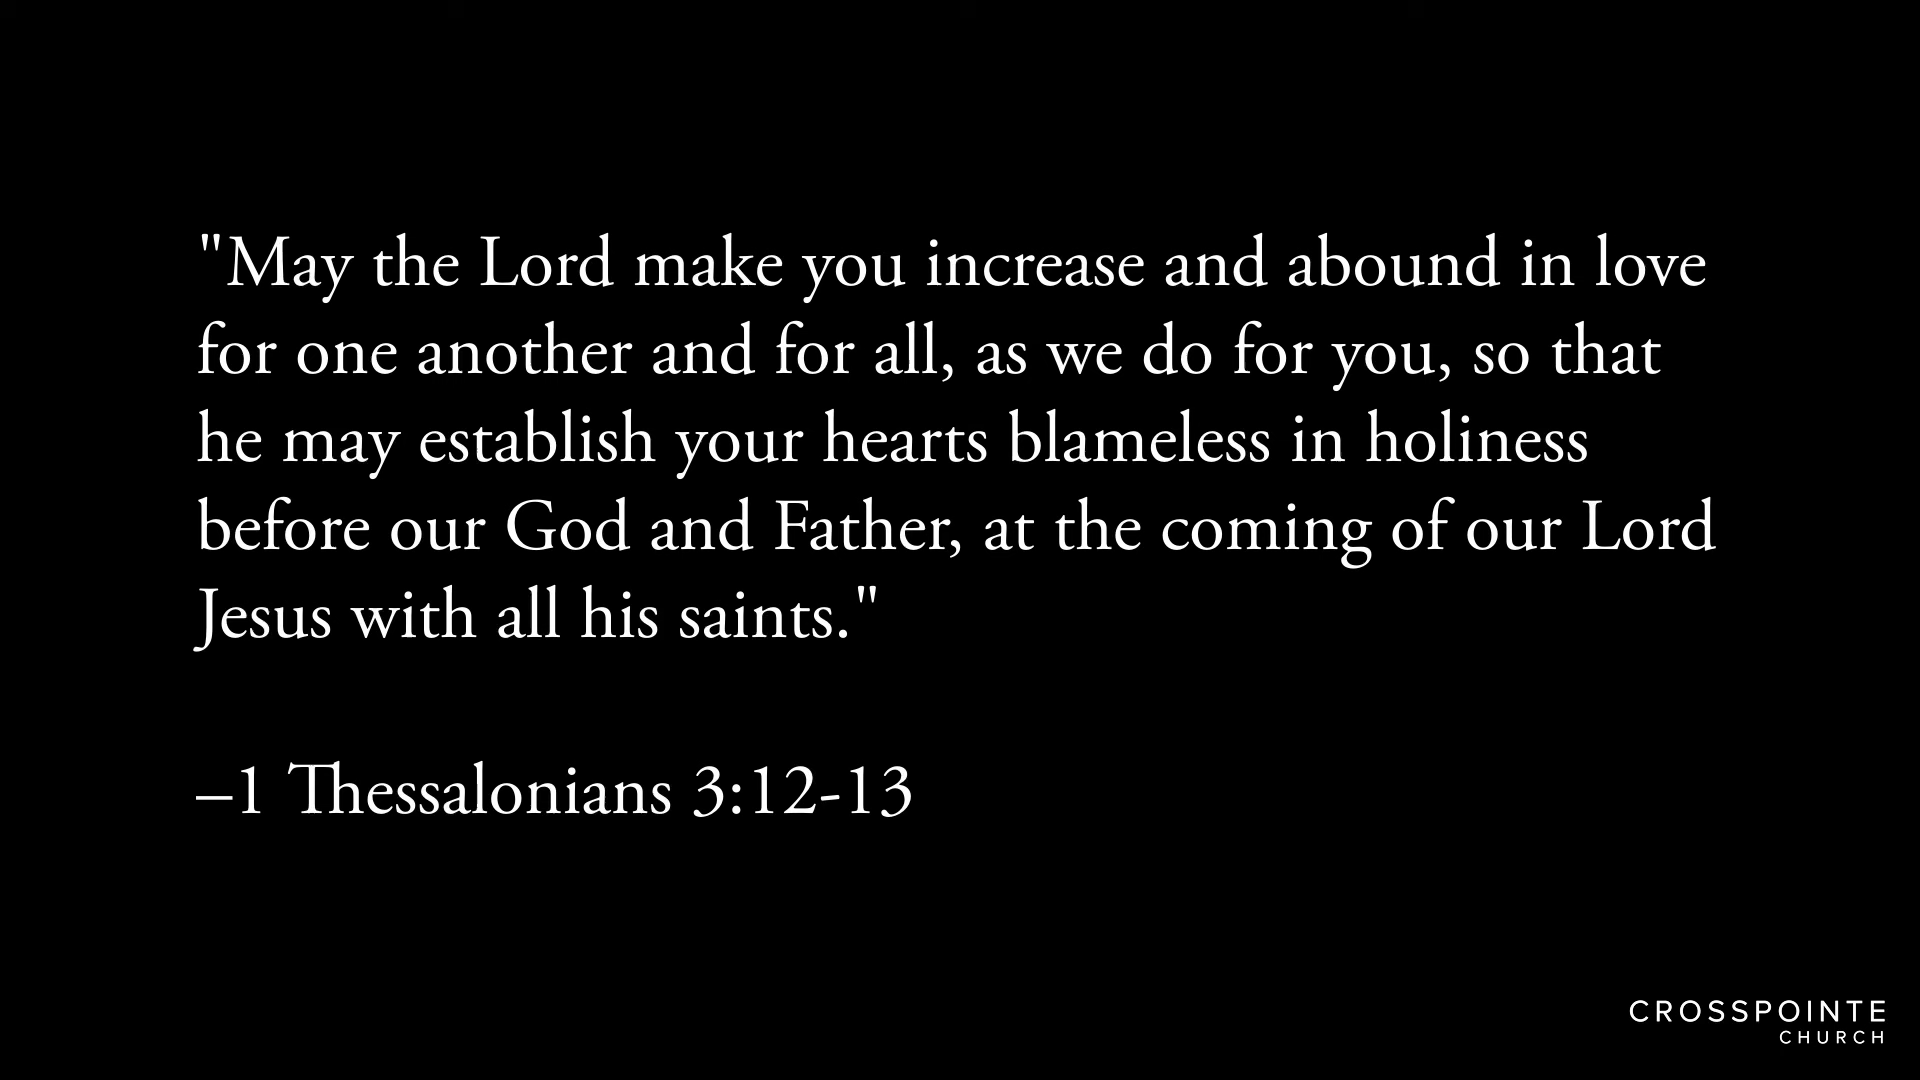 "May the Lord make you increase and abound in love
for one another and for all, as we do for you, so that
he may establish your hearts blameless in holiness
before our God and Father, at the coming of our Lord
Jesus with all his saints."
–1 Thessalonians 3:12-13
CROSSPOINTE
CHURCH